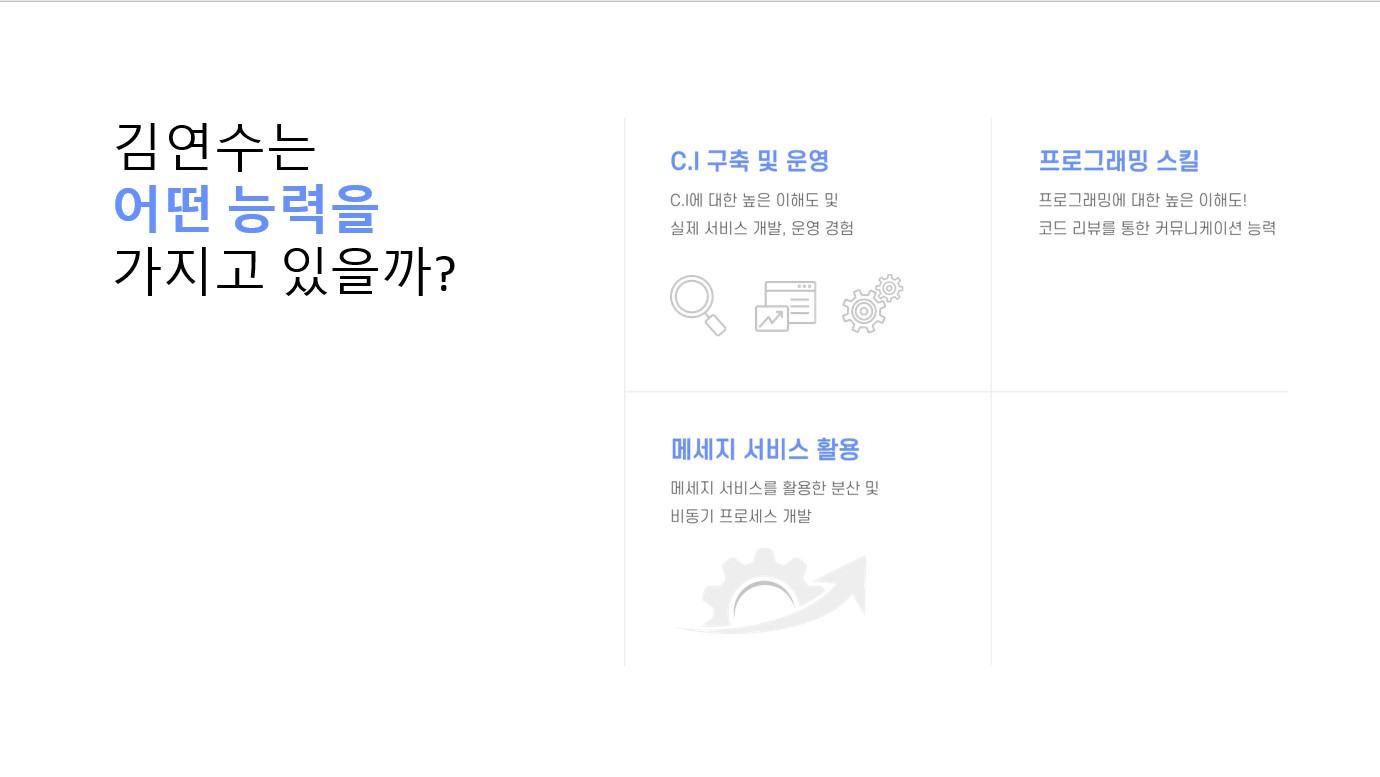 김연수는
어떤 능력을
가지고 있을까?
C.I 구축 및 운영
C.I에 대한 높은 이해도 및
실제 서비스 개발, 운영 경험
프로그래밍 스킬
프로그래밍에 대한 높은 이해도!
코드 리뷰를 통한 커뮤니케이션 능력
메세지 서비스 활용
메세지 서비스를 활용한 분산 및
비동기 프로세스 개발